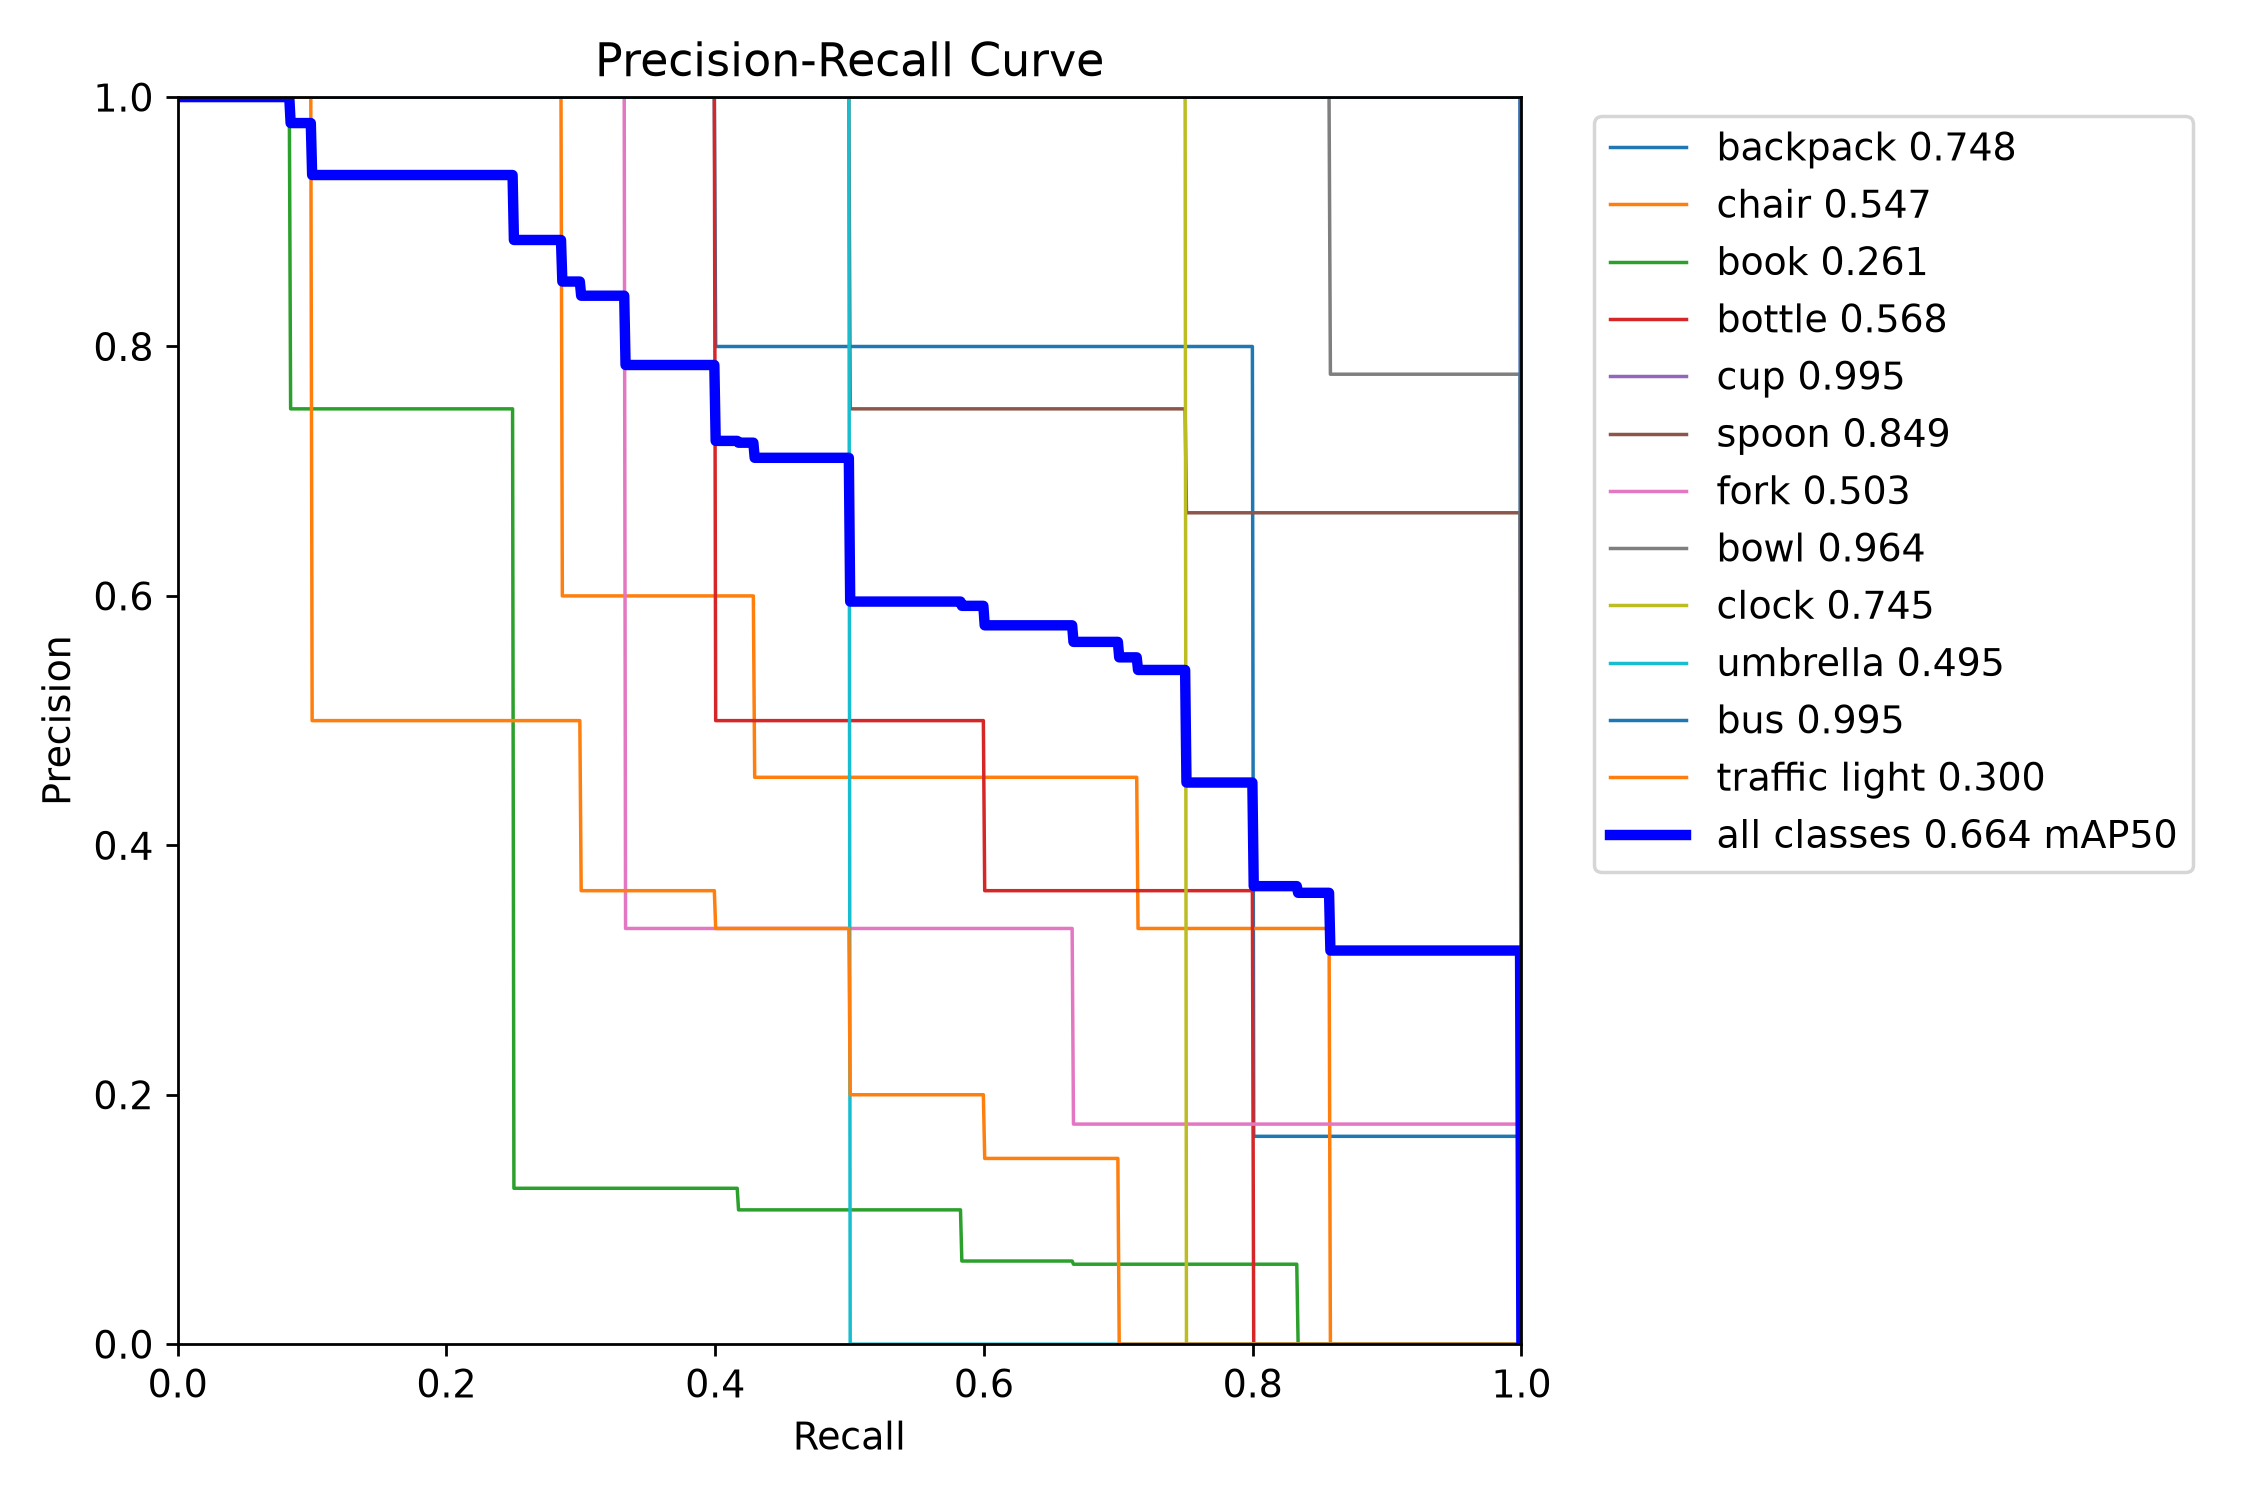 Precision-Recall Curve
1.0
0.8
0.6
0.4
0.2
0.0
Precision
0.0 0.2 0.4 0.6 0.8 1.0
Recall
backpack 0.748
chair 0.547
book 0.261
bottle 0.568
cup 0.995
spoon 0.849
fork 0.503
bowl 0.964
clock 0.745
umbrella 0.495
bus 0.995
traffic light 0.300
all classes 0.664 mAP50